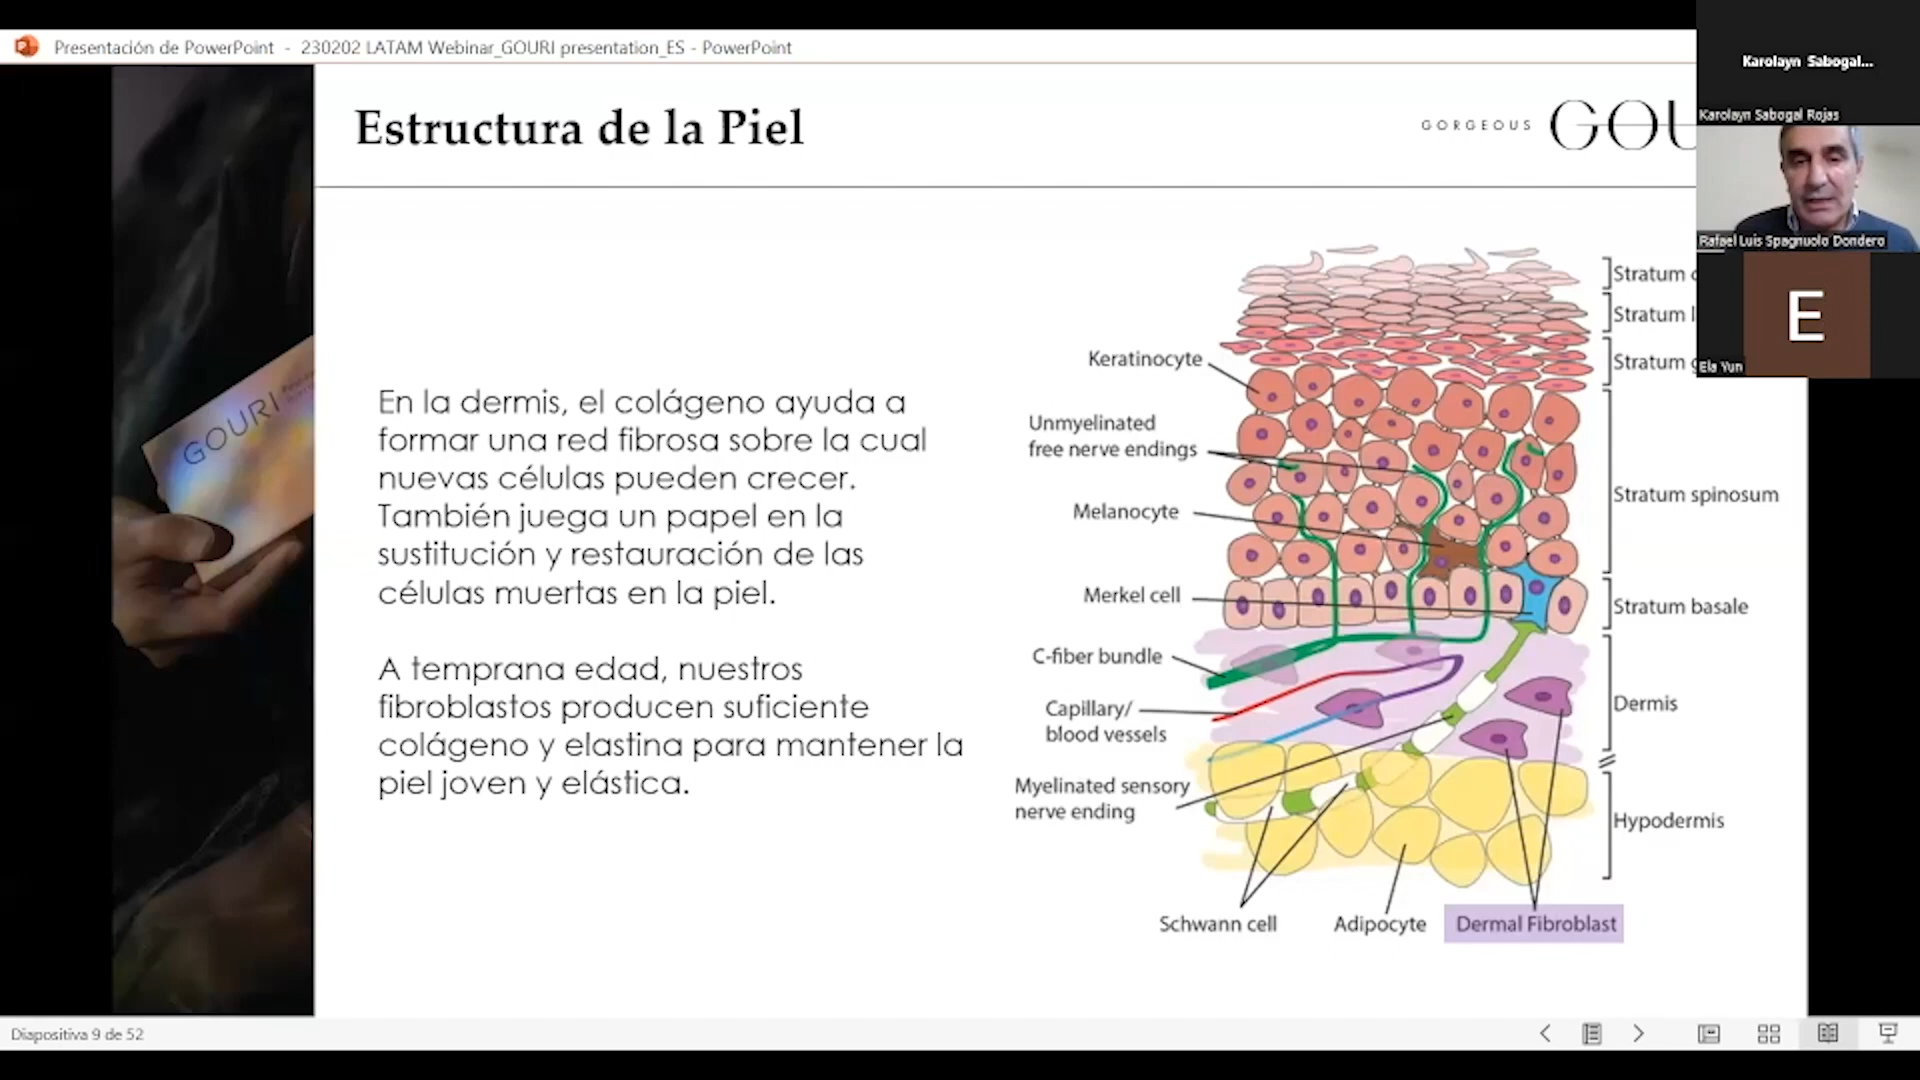 Presentación de PowerPoint - 230202 LATAM Webinar_GOURI presentation_ES - PowerPoint
Karolayn Sabogal...
Karolayn Sabogal Rojas
Estructura de la Piel
GORGEOUS GOU
Rafael Luis Spagnuolo Dondero
E
Ela Yun
GOURI
En la dermis, el colágeno ayuda a
formar una red fibrosa sobre la cual
nuevas células pueden crecer.
También juega un papel en la
sustitución y restauración de las
células muertas en la piel.
A temprana edad, nuestros
fibroblastos producen suficiente
colágeno y elastina para mantener la
piel joven y elástica.
Keratinocyte
Unmyelinated
free nerve endings
Melanocyte
Merkel cell
C-fiber bundle
Capillary/
blood vessels
Myelinated sensory
nerve ending
Schwann cell
Adipocyte
Dermal Fibroblast
Stratum
Stratum
Stratum
Stratum spinosum
Stratum basale
Dermis
Hypodermis
Diapositiva 9 de 52